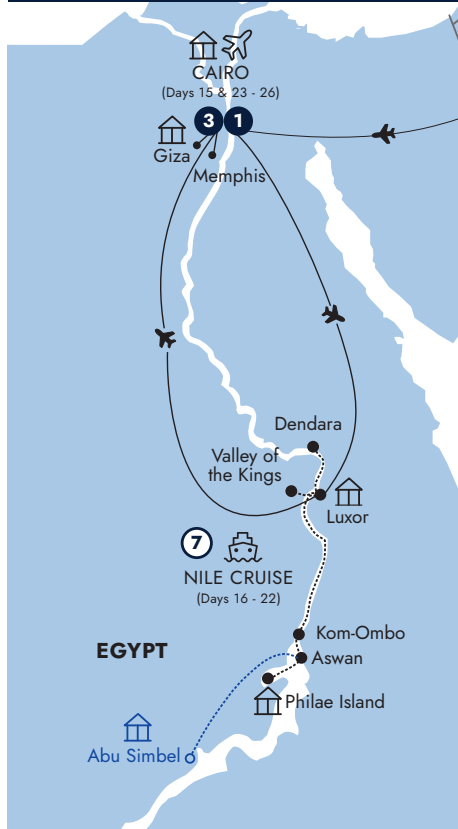 CAIRO
(Days 15 & 23 - 26)
3 1
Giza
Memphis
Dendara
Valley of
the Kings
Luxor
7
NILE CRUISE
(Days 16 - 22)
Kom-Ombo
EGYPT
Aswan
Philae Island
Abu Simbel